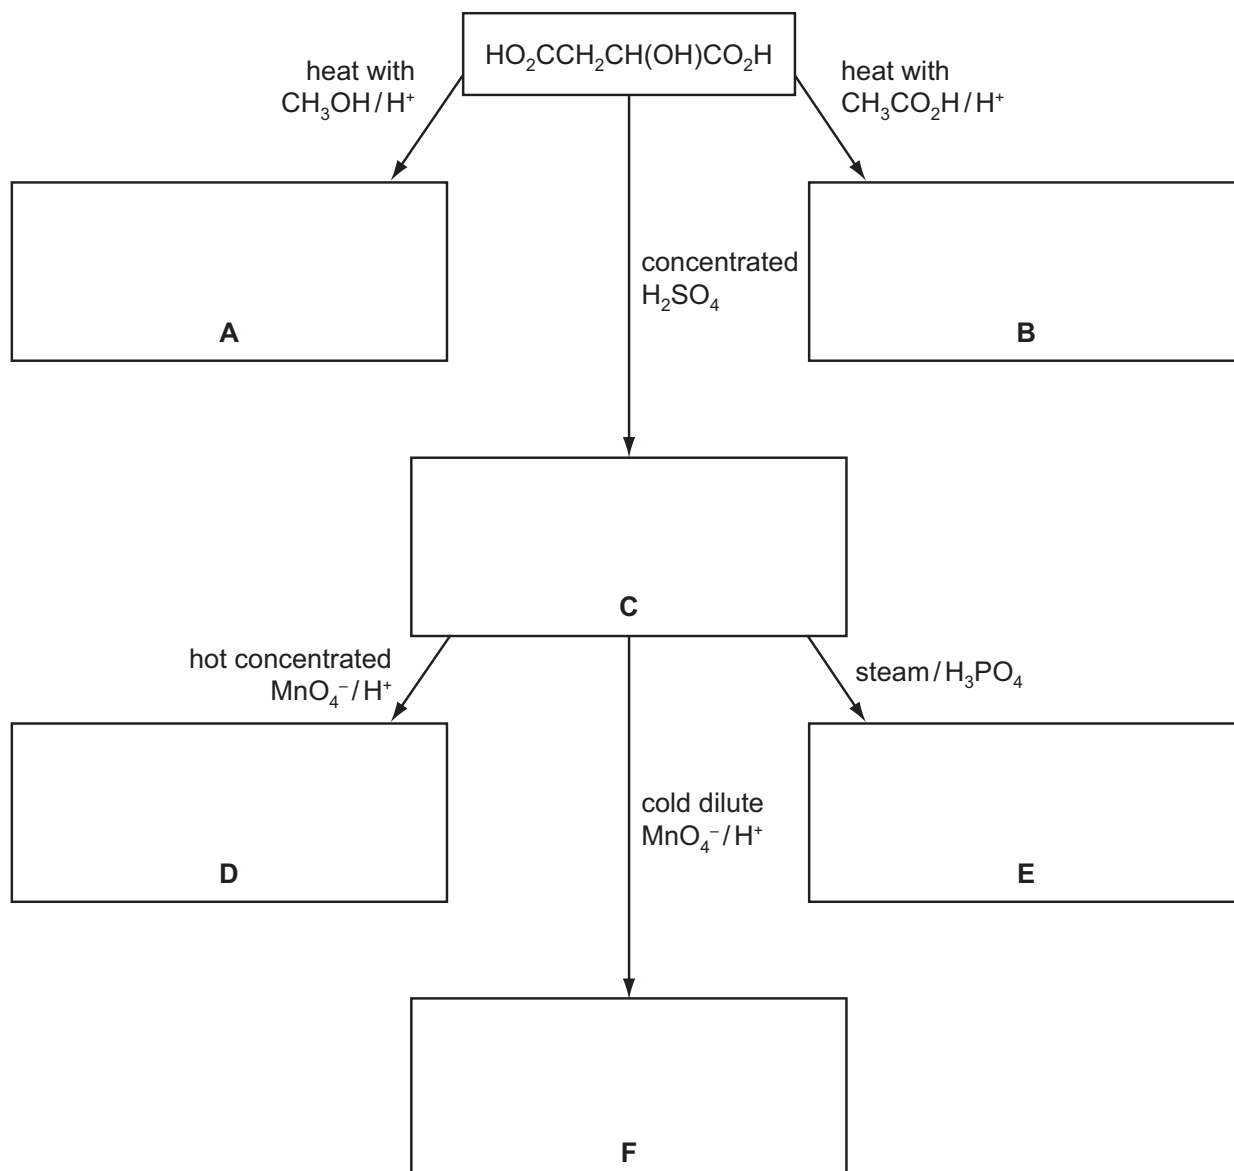 HO₂CCH₂CH(OH)CO₂H
heat with
CH₃OH / H⁺
heat with
CH₃CO₂H / H⁺
concentrated
H₂SO₄
A
B
C
hot concentrated
MnO₄⁻ / H⁺
steam / H₃PO₄
cold dilute
MnO₄⁻ / H⁺
D
E
F